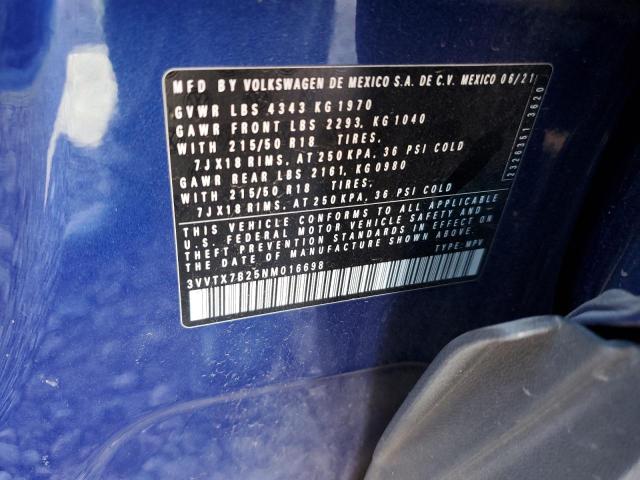 MFD BY VOLKSWAGEN DE MEXICO S.A. DE C.V. MEXICO 06/21
GVWR LBS 4343 KG 1970
GAWR FRONT LBS 2293, KG 1040
WITH 215/50 R18 TIRES,
7JX18 RIMS, AT 250 KPA, 36 PSI COLD
GAWR REAR LBS 2161, KG 0980
WITH 215/50 R18 TIRES,
7JX18 RIMS, AT 250 KPA, 36 PSI COLD
THIS VEHICLE CONFORMS TO ALL APPLICABLE
U.S. FEDERAL MOTOR VEHICLE SAFETY AND
THEFT PREVENTION STANDARDS IN EFFECT ON
THE DATE OF MANUFACTURE SHOWN ABOVE.
3VVTX7B25NM016698 TYPE: MPV
2326351 3620